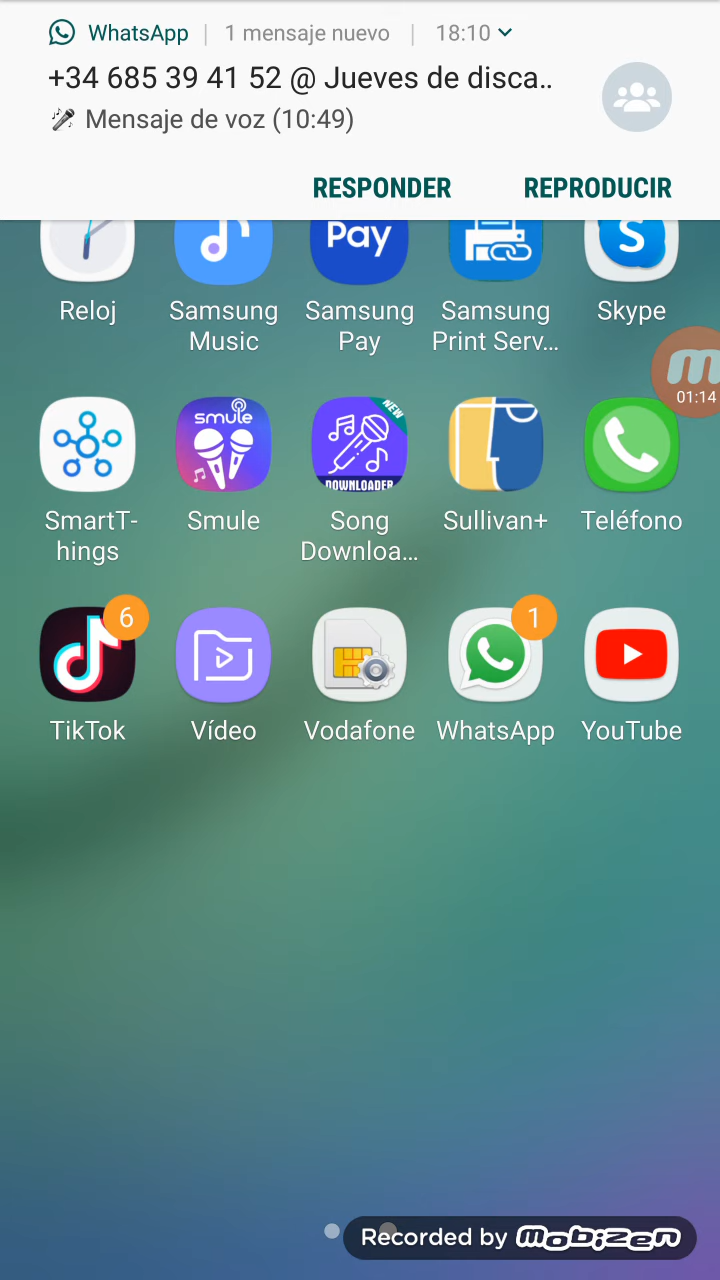 WhatsApp | 1 mensaje nuevo | 18:10
+34 685 39 41 52 @ Jueves de disca..
Mensaje de voz (10:49)
RESPONDER REPRODUCIR
Pay
S
Reloj Samsung Music Samsung Pay Samsung Print Serv... Skype
m
01:14
smule
NEW
DOWNLOADER
SmartT-things Smule Song Downloa... Sullivan+ Teléfono
6 1
TikTok Vídeo Vodafone WhatsApp YouTube
Recorded by mobizen